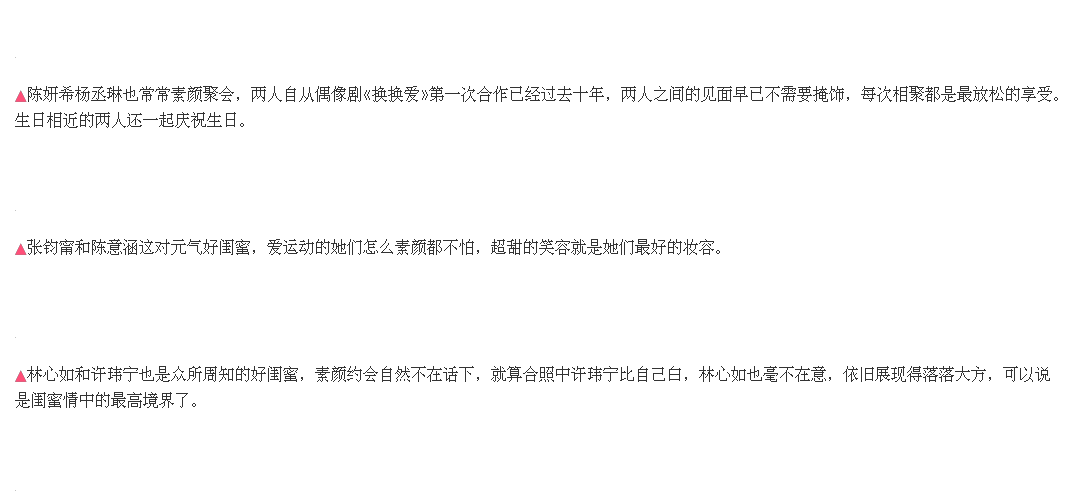 ▲陈妍希杨丞琳也常常素颜聚会，两人自从偶像剧《换换爱》第一次合作已经过去十年，两人之间的见面早已不需要掩饰，每次相聚都是最放松的享受。
生日相近的两人还一起庆祝生日。
▲张钧甯和陈意涵这对元气好闺蜜，爱运动的她们怎么素颜都不怕，超甜的笑容就是她们最好的妆容。
▲林心如和许玮宁也是众所周知的好闺蜜，素颜约会自然不在话下，就算合照中许玮宁比自己白，林心如也毫不在意，依旧展现得落落大方，可以说
是闺蜜情中的最高境界了。